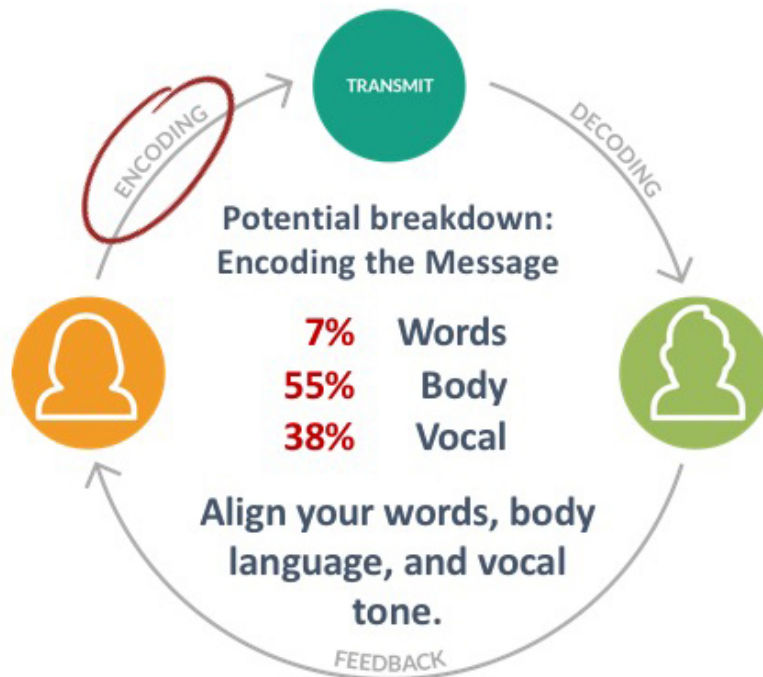 TRANSMIT
ENCODING
DECODING
Potential breakdown:
Encoding the Message
7% Words
55% Body
38% Vocal
Align your words, body
language, and vocal
tone.
FEEDBACK